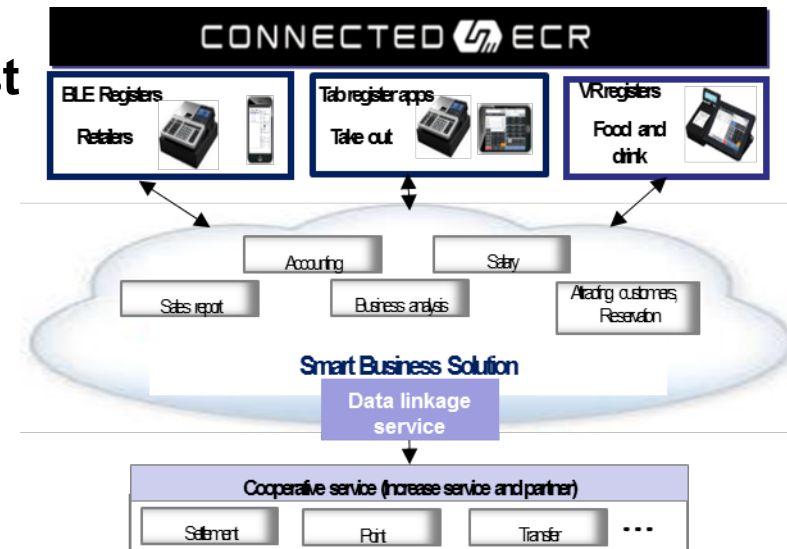 CONNECTED ECR
st
BLE Registers
Retailers
Tab register apps
Take out
VR registers
Food and
drink
Accounting
Salary
Sales report
Business analysis
Attracting customers,
Reservation
Smart Business Solution
Data linkage
service
Cooperative service (Increase service and partner)
Settlement
Point
Transfer
...